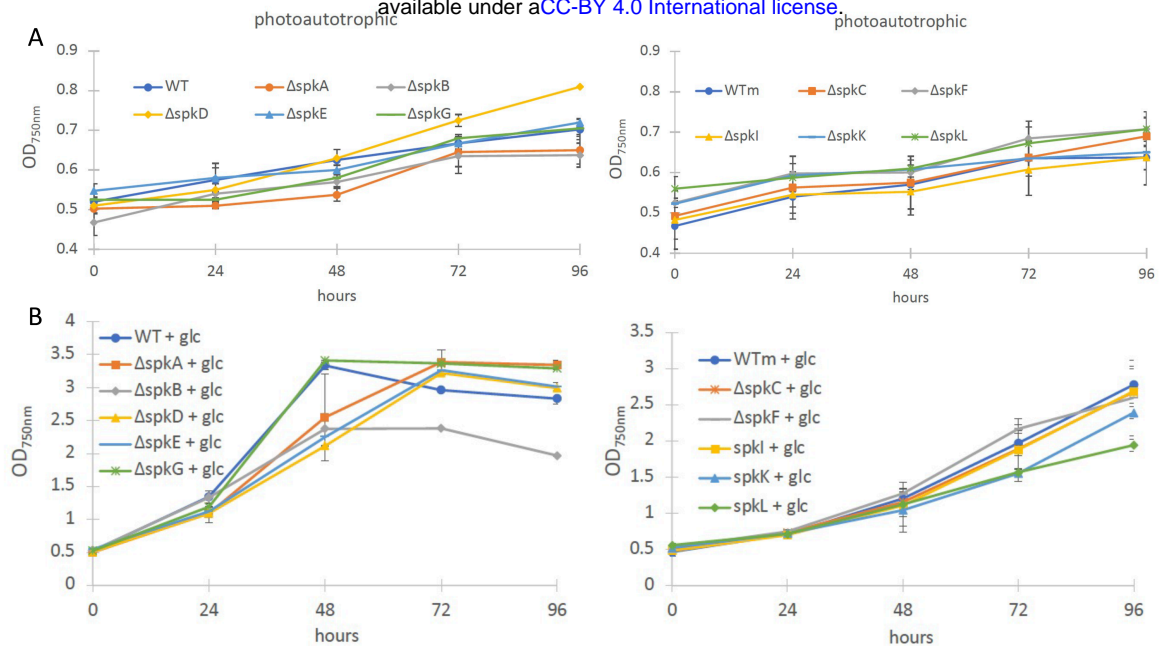 available under aCC-BY 4.0 International license.
photoautotrophic
photoautotrophic
A
0.9
0.8
0.7
0.6
0.5
0.4
OD750nm
WT
ΔspkA
ΔspkB
ΔspkD
ΔspkE
ΔspkG
0 24 48 72 96
hours
0.9
0.8
0.7
0.6
0.5
0.4
OD750nm
WTm
ΔspkC
ΔspkF
ΔspkI
ΔspkK
ΔspkL
0 24 48 72 96
hours
B
4
3.5
3
2.5
2
1.5
1
0.5
0
OD750nm
WT + glc
ΔspkA + glc
ΔspkB + glc
ΔspkD + glc
ΔspkE + glc
ΔspkG + glc
0 24 48 72 96
hours
3.5
3
2.5
2
1.5
1
0.5
0
OD750nm
WTm + glc
ΔspkC + glc
ΔspkF + glc
spkI + glc
spkK + glc
spkL + glc
0 24 48 72 96
hours